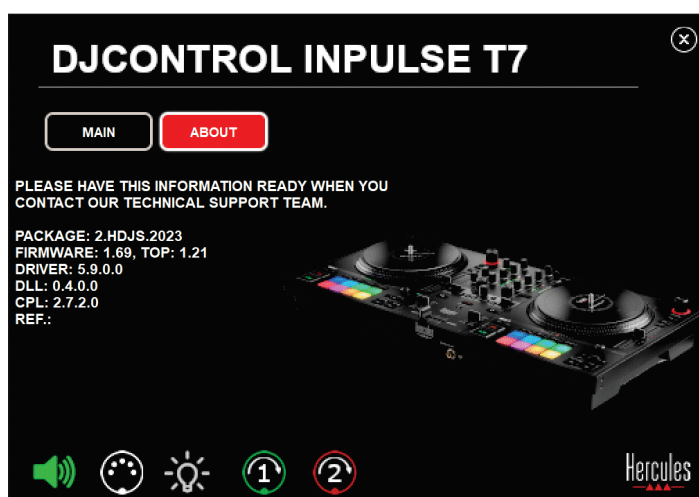 DJCONTROL INPULSE T7
MAIN
ABOUT
PLEASE HAVE THIS INFORMATION READY WHEN YOU
CONTACT OUR TECHNICAL SUPPORT TEAM.
PACKAGE: 2.HDJS.2023
FIRMWARE: 1.69, TOP: 1.21
DRIVER: 5.9.0.0
DLL: 0.4.0.0
CPL: 2.7.2.0
REF.:
1
2
Hercules